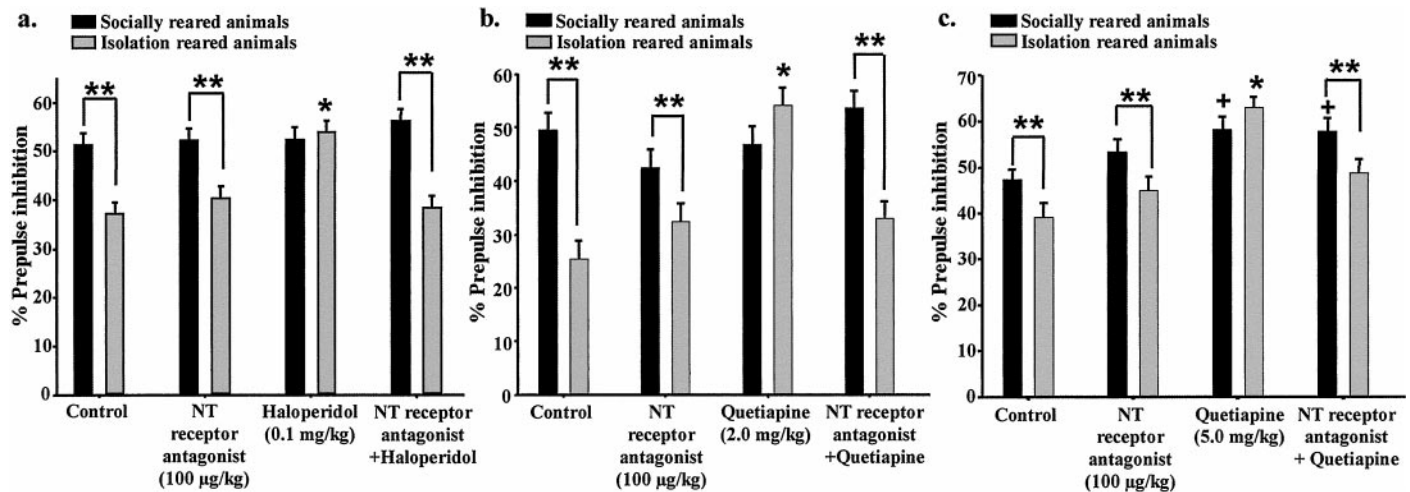 a.
Socially reared animals
Isolation reared animals
% Prepulse inhibition
60
50
40
30
20
10
0
**
**
*
**
Control
NT
receptor
antagonist
(100 µg/kg)
Haloperidol
(0.1 mg/kg)
NT receptor
antagonist
+Haloperidol
b.
Socially reared animals
Isolation reared animals
% Prepulse inhibition
60
50
40
30
20
10
0
**
**
*
**
Control
NT
receptor
antagonist
(100 µg/kg)
Quetiapine
(2.0 mg/kg)
NT receptor
antagonist
+Quetiapine
c.
Socially reared animals
Isolation reared animals
% Prepulse inhibition
70
60
50
40
30
20
10
0
**
**
+
*
**
+
Control
NT
receptor
antagonist
(100 µg/kg)
Quetiapine
(5.0 mg/kg)
NT receptor
antagonist
+ Quetiapine